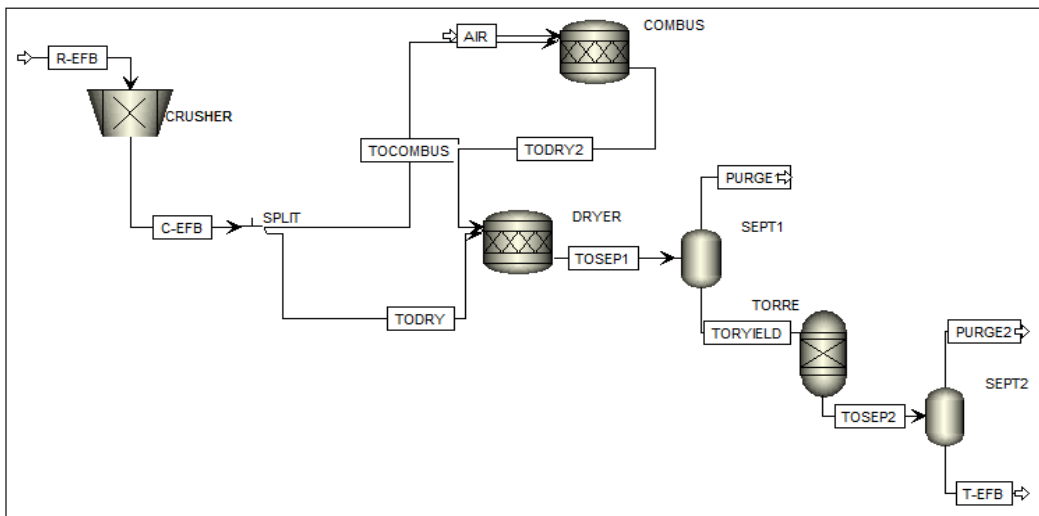 AIR
COMBUS
R-EFB
CRUSHER
TOCOMBUS
TODRY2
PURGE1
C-EFB
SPLIT
DRYER
SEPT1
TOSEP1
TORRE
TODRY
TORYIELD
PURGE2
SEPT2
TOSEP2
T-EFB